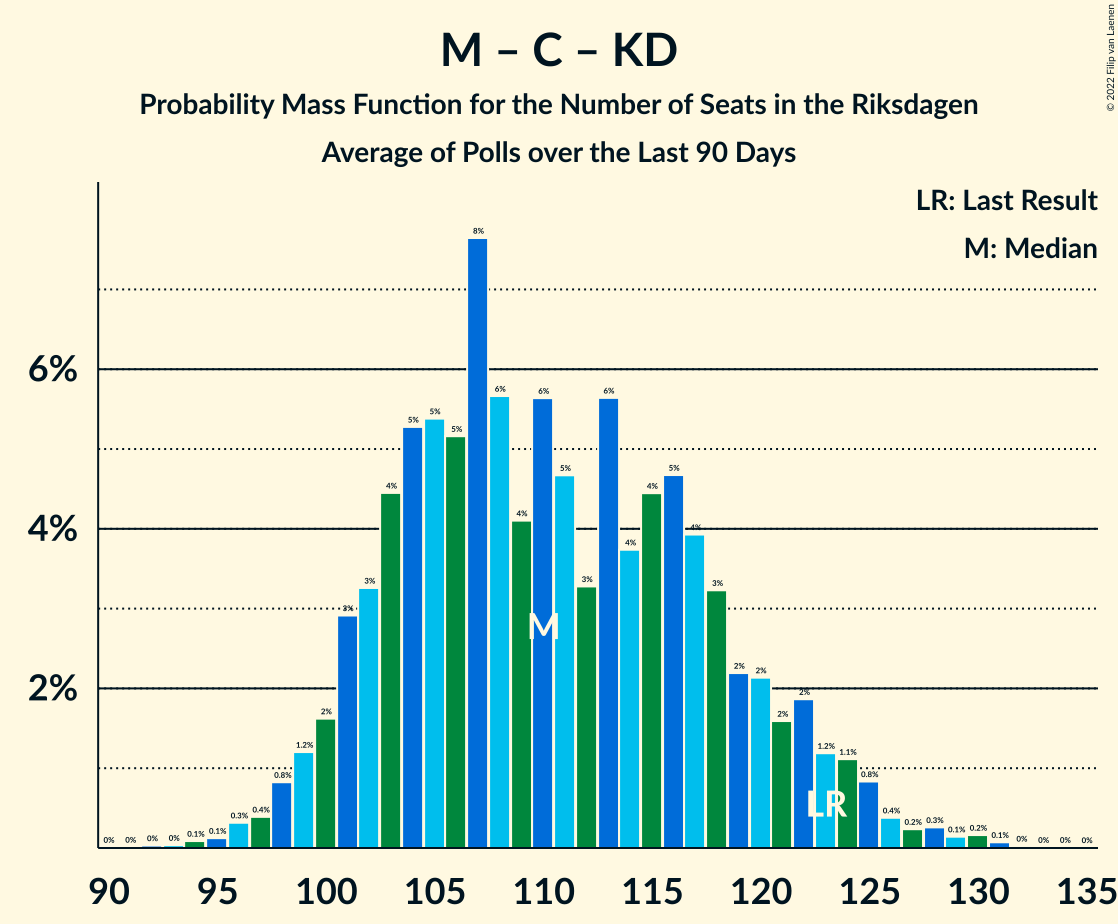 M – C – KD
Probability Mass Function for the Number of Seats in the Riksdagen
Average of Polls over the Last 90 Days
© 2022 Filip van Laenen
LR: Last Result
M: Median
6%
4%
2%
0% 0% 0% 0% 0.1% 0.1% 0.3% 0.4% 0.8% 1.2% 2% 3% 3% 4% 5% 5% 5% 8% 6% 4% 6% 5% 3% 6% 4% 4% 5% 4% 3% 2% 2% 2% 2% 1.2% 1.1% 0.8% 0.4% 0.2% 0.3% 0.1% 0.2% 0.1% 0% 0% 0% 0%
M
LR
90 95 100 105 110 115 120 125 130 135